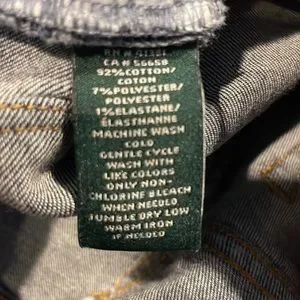 RN # 41381
CA # 56658
92% COTTON/
COTON
7% POLYESTER/
POLYESTER
1% ELASTANE/
ÉLASTHANNE
MACHINE WASH
COLD
GENTLE CYCLE
WASH WITH
LIKE COLORS
ONLY NON-
CHLORINE BLEACH
WHEN NEEDED
TUMBLE DRY LOW
WARM IRON
IF NEEDED